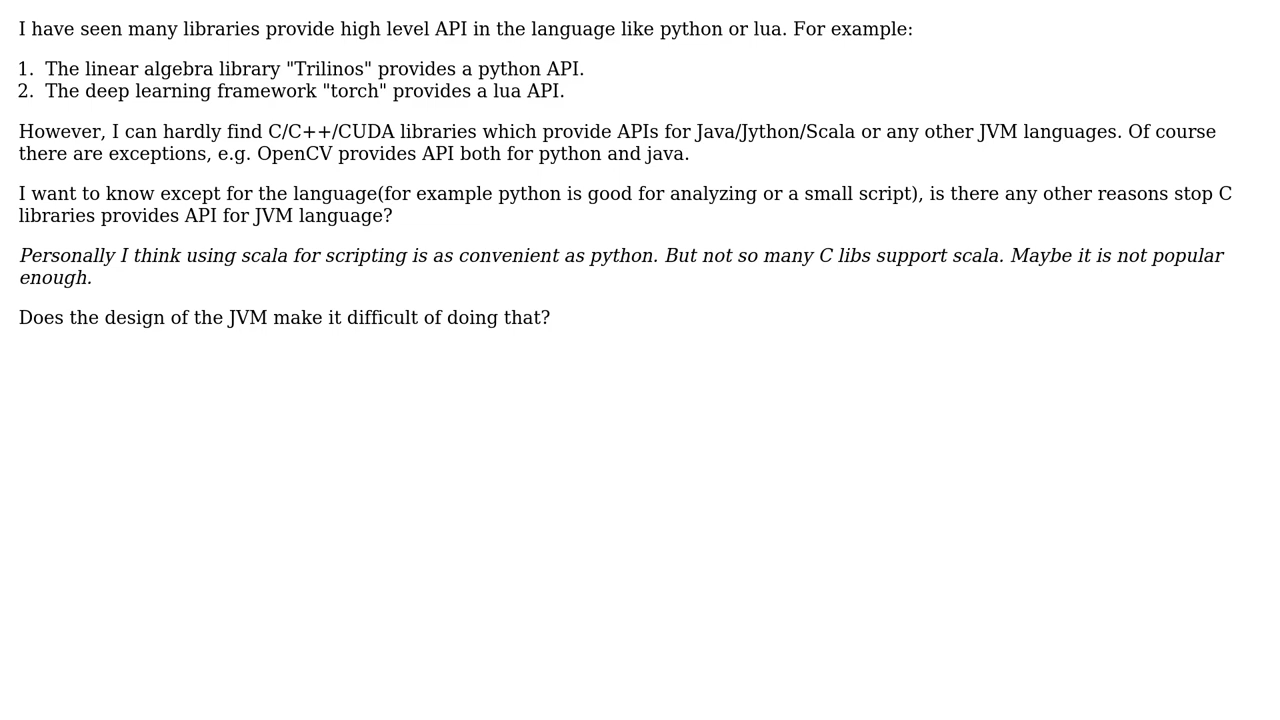 I have seen many libraries provide high level API in the language like python or lua. For example:
1. The linear algebra library "Trilinos" provides a python API.
2. The deep learning framework "torch" provides a lua API.
However, I can hardly find C/C++/CUDA libraries which provide APIs for Java/Jython/Scala or any other JVM languages. Of course
there are exceptions, e.g. OpenCV provides API both for python and java.
I want to know except for the language(for example python is good for analyzing or a small script), is there any other reasons stop C
libraries provides API for JVM language?
Personally I think using scala for scripting is as convenient as python. But not so many C libs support scala. Maybe it is not popular
enough.
Does the design of the JVM make it difficult of doing that?